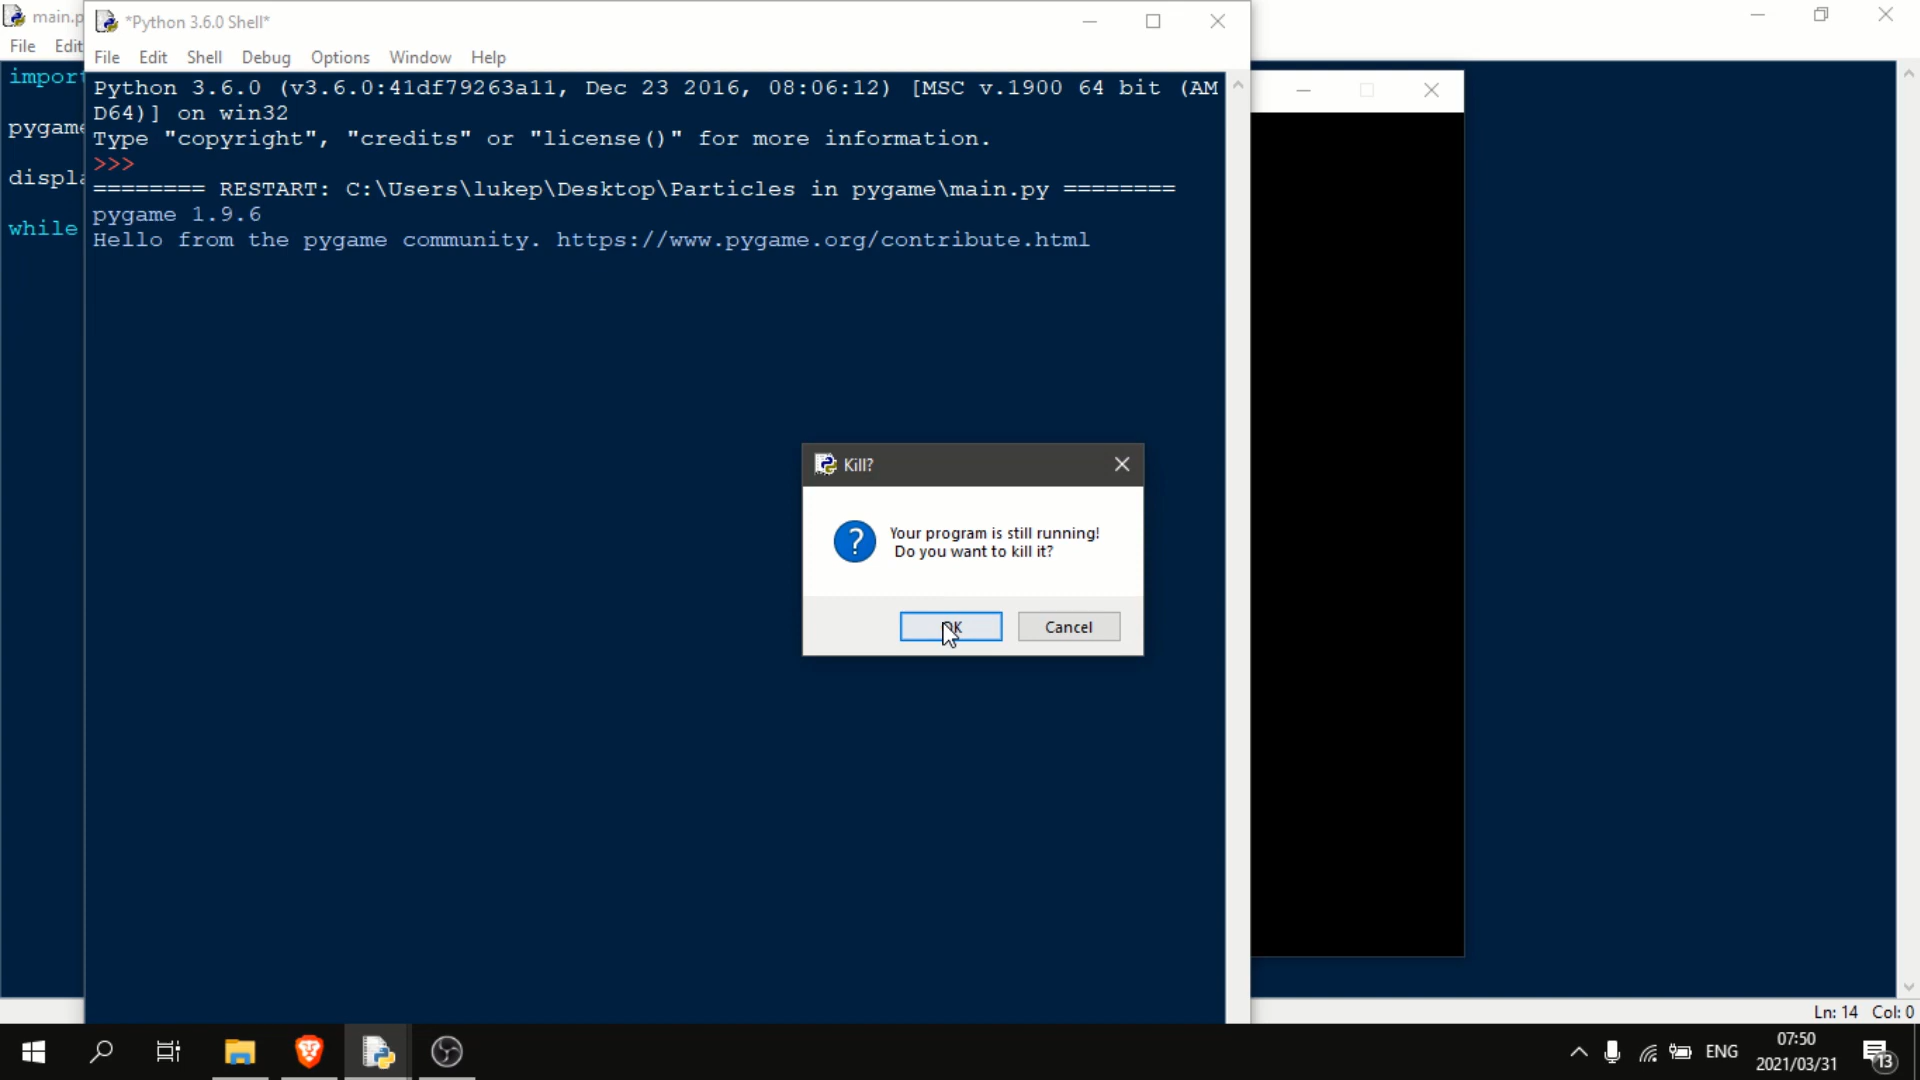 main.p
*Python 3.6.0 Shell*
File Edit
File Edit Shell Debug Options Window Help
import
pygame
displa
while
Python 3.6.0 (v3.6.0:41df79263a11, Dec 23 2016, 08:06:12) [MSC v.1900 64 bit (AM
D64)] on win32
Type "copyright", "credits" or "license()" for more information.
>>>
======== RESTART: C:\Users\lukep\Desktop\Particles in pygame\main.py ========
pygame 1.9.6
Hello from the pygame community. https://www.pygame.org/contribute.html
Kill?
Your program is still running!
Do you want to kill it?
OK Cancel
Ln: 14 Col: 0
ENG
07:50
2021/03/31
13